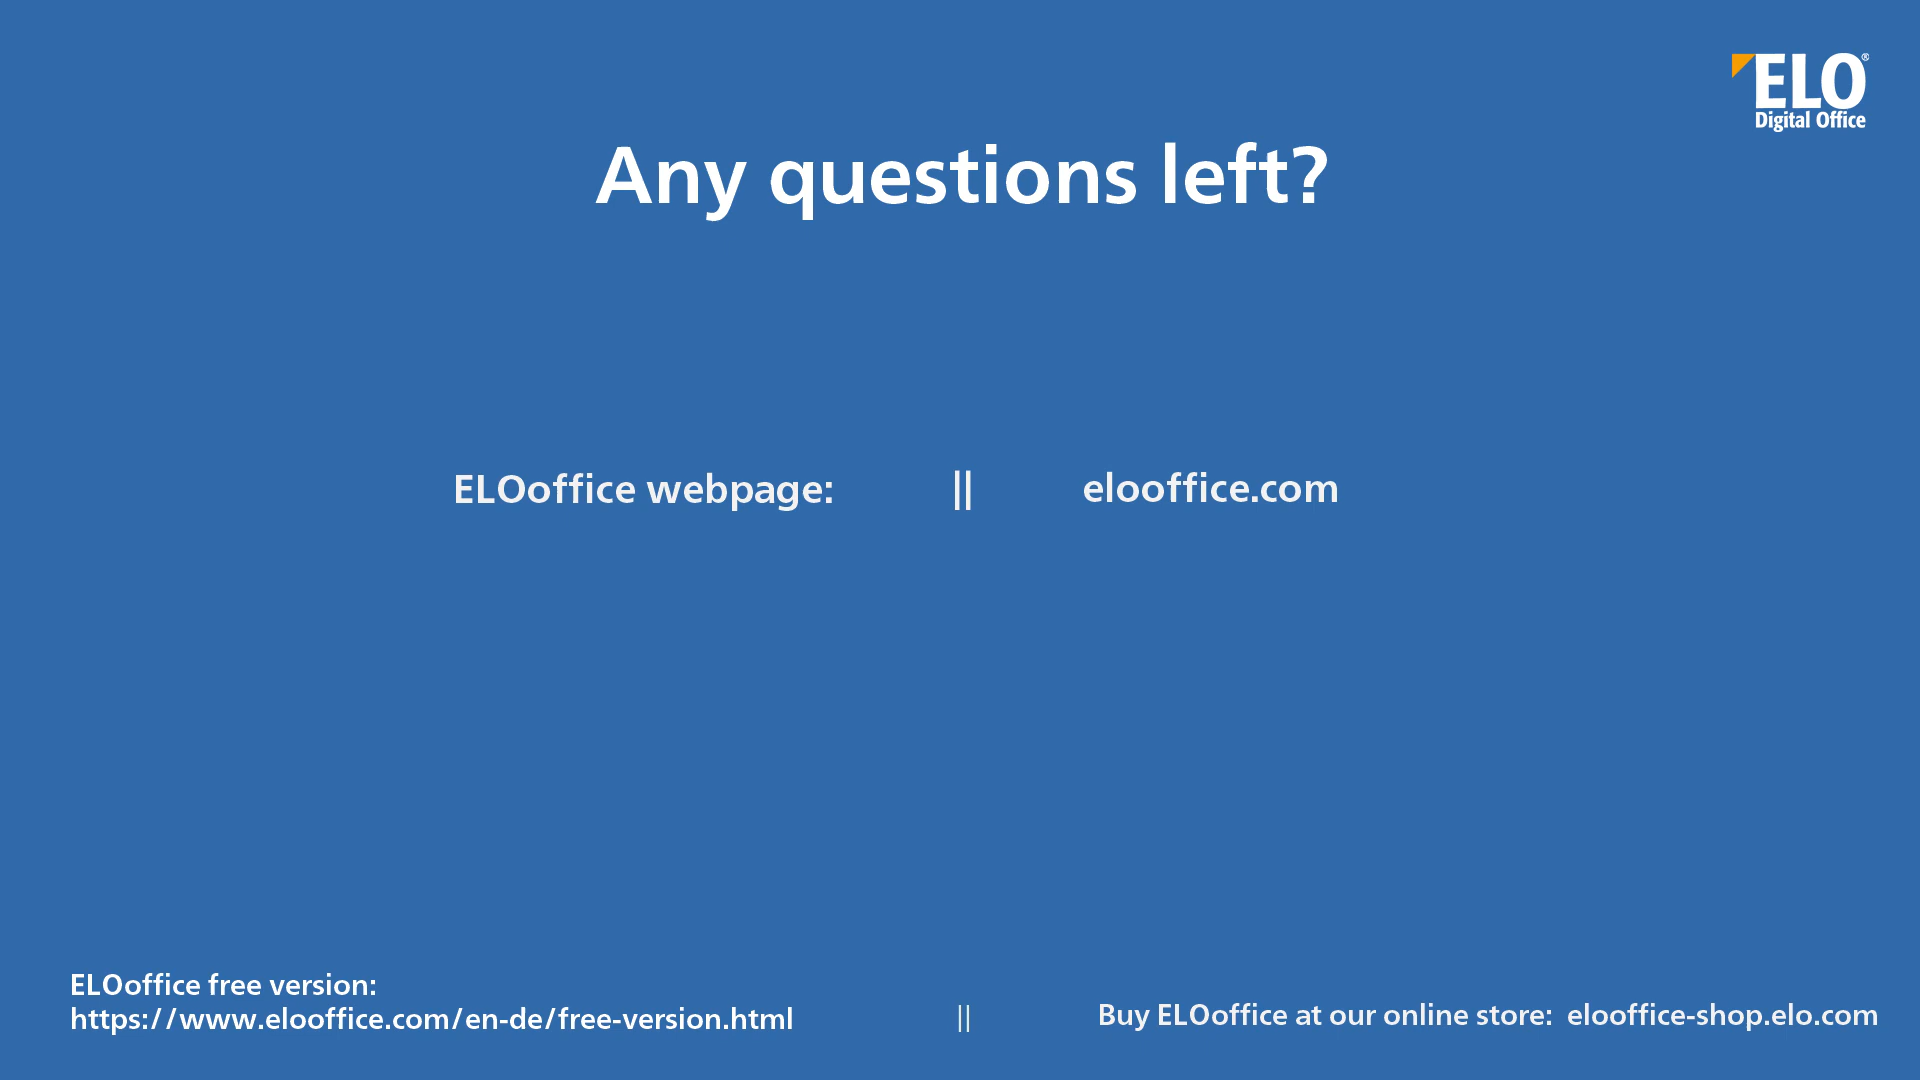 ELO®
Digital Office
Any questions left?
ELOoffice webpage: || elooffice.com
ELOoffice free version:
https://www.elooffice.com/en-de/free-version.html || Buy ELOoffice at our online store: elooffice-shop.elo.com